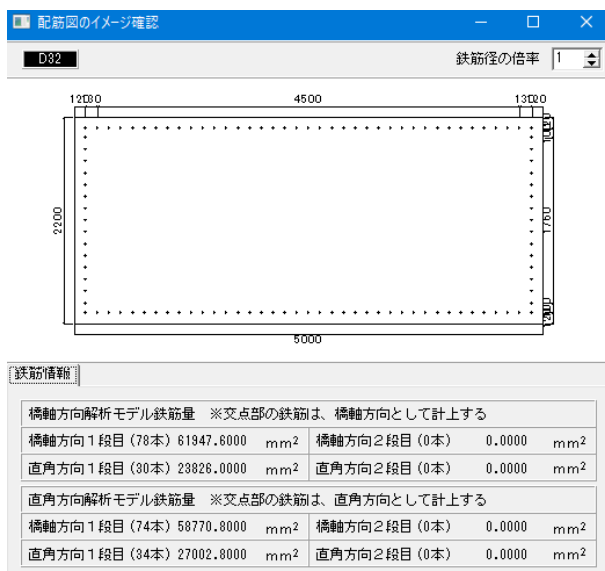 配筋図のイメージ確認
D32
鉄筋径の倍率 1
4500
2200
1760
5000
鉄筋情報
橋軸方向解析モデル鉄筋量 ※交点部の鉄筋は、橋軸方向として計上する
橋軸方向1段目 (78本) 61947.6000 mm² 橋軸方向2段目 (0本) 0.0000 mm²
直角方向1段目 (30本) 23826.0000 mm² 直角方向2段目 (0本) 0.0000 mm²
直角方向解析モデル鉄筋量 ※交点部の鉄筋は、直角方向として計上する
橋軸方向1段目 (74本) 58770.8000 mm² 橋軸方向2段目 (0本) 0.0000 mm²
直角方向1段目 (34本) 27002.8000 mm² 直角方向2段目 (0本) 0.0000 mm²